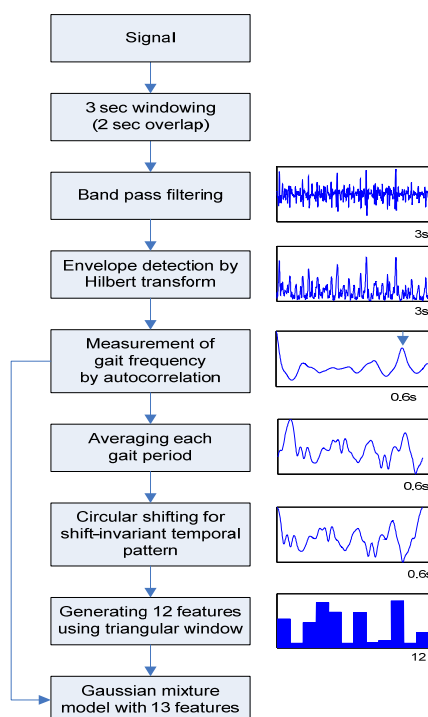 Signal
3 sec windowing
(2 sec overlap)
Band pass filtering
3s
Envelope detection by
Hilbert transform
3s
Measurement of
gait frequency
by autocorrelation
0.6s
Averaging each
gait period
0.6s
Circular shifting for
shift-invariant temporal
pattern
0.6s
Generating 12 features
using triangular window
12
Gaussian mixture
model with 13 features